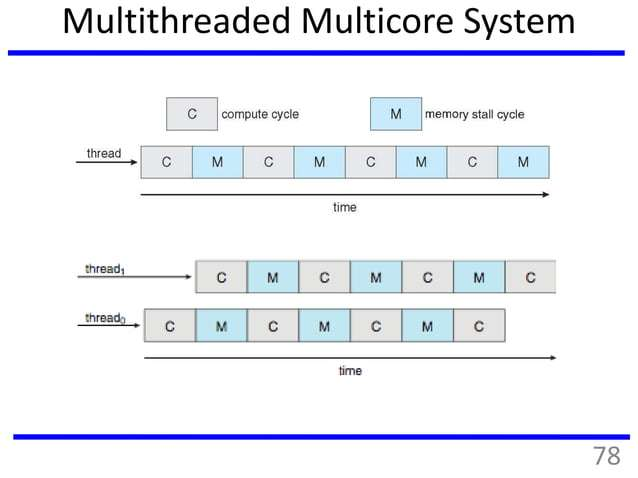 Multithreaded Multicore System
C compute cycle M memory stall cycle
thread C M C M C M C M
time
thread₁ C M C M C M C
thread₀ C M C M C M C
time
78